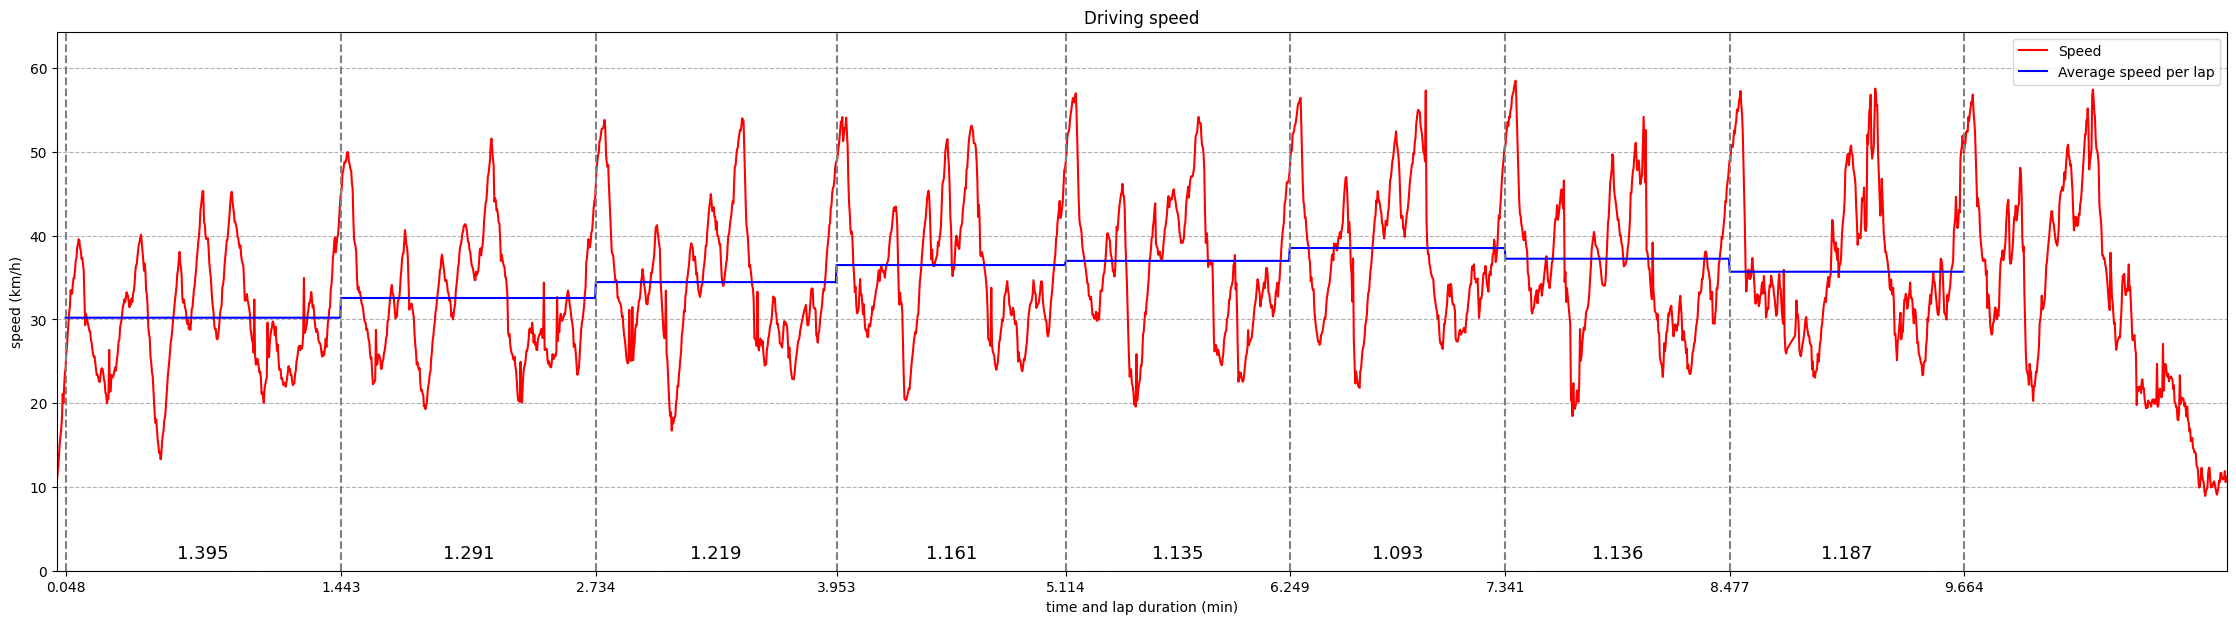 Driving speed
Speed
Average speed per lap
speed (km/h)
60
50
40
30
20
10
0
1.395 1.291 1.219 1.161 1.135 1.093 1.136 1.187
0.048 1.443 2.734 3.953 5.114 6.249 7.341 8.477 9.664
time and lap duration (min)